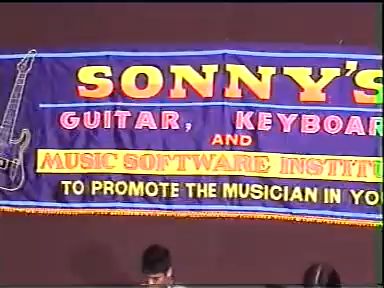 SONNY'S
GUITAR, KEYBOAR
AND
MUSIC SOFTWARE INSTITU
TO PROMOTE THE MUSICIAN IN YO